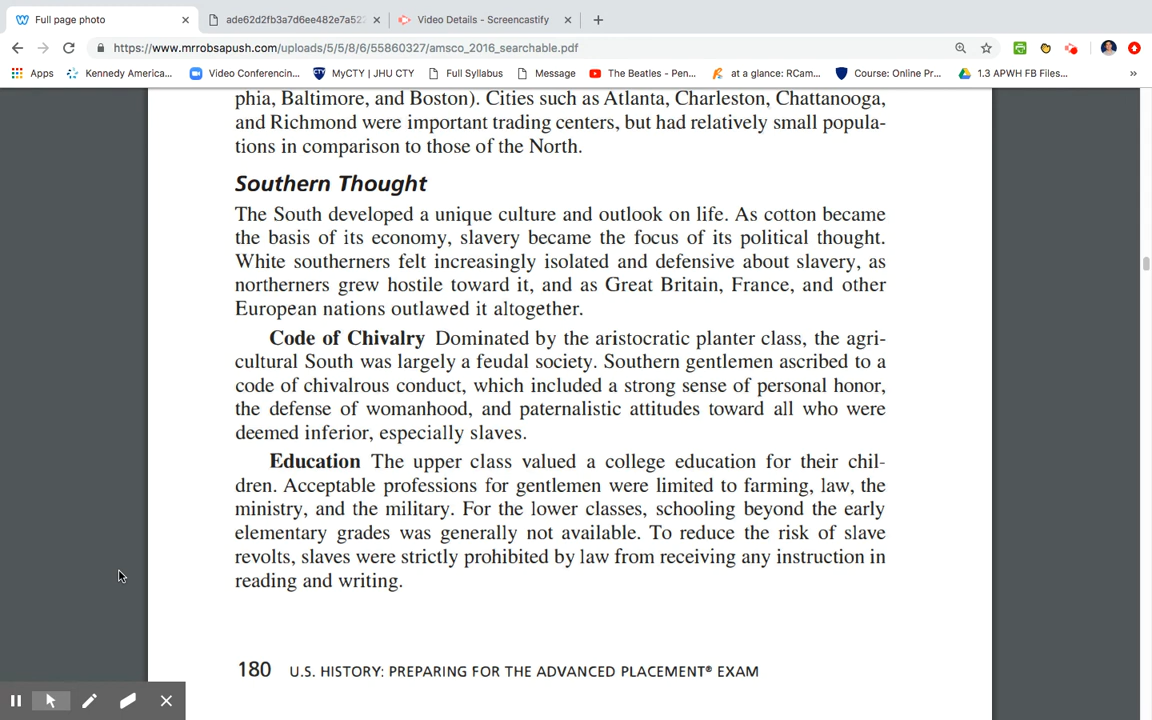 Full page photo
ade62d2fb3a7d6ee482e7a522
Video Details - Screencastify
https://www.mrrobsapush.com/uploads/5/5/8/6/55860327/amsco_2016_searchable.pdf
Apps
Kennedy America...
Video Conferencin...
MyCTY | JHU CTY
Full Syllabus
Message
The Beatles - Pen...
at a glance: RCam...
Course: Online Pr...
1.3 APWH FB Files...
»
phia, Baltimore, and Boston). Cities such as Atlanta, Charleston, Chattanooga,
and Richmond were important trading centers, but had relatively small popula-
tions in comparison to those of the North.
Southern Thought
The South developed a unique culture and outlook on life. As cotton became
the basis of its economy, slavery became the focus of its political thought.
White southerners felt increasingly isolated and defensive about slavery, as
northerners grew hostile toward it, and as Great Britain, France, and other
European nations outlawed it altogether.
Code of Chivalry Dominated by the aristocratic planter class, the agri-
cultural South was largely a feudal society. Southern gentlemen ascribed to a
code of chivalrous conduct, which included a strong sense of personal honor,
the defense of womanhood, and paternalistic attitudes toward all who were
deemed inferior, especially slaves.
Education The upper class valued a college education for their chil-
dren. Acceptable professions for gentlemen were limited to farming, law, the
ministry, and the military. For the lower classes, schooling beyond the early
elementary grades was generally not available. To reduce the risk of slave
revolts, slaves were strictly prohibited by law from receiving any instruction in
reading and writing.
180 U.S. HISTORY: PREPARING FOR THE ADVANCED PLACEMENT® EXAM